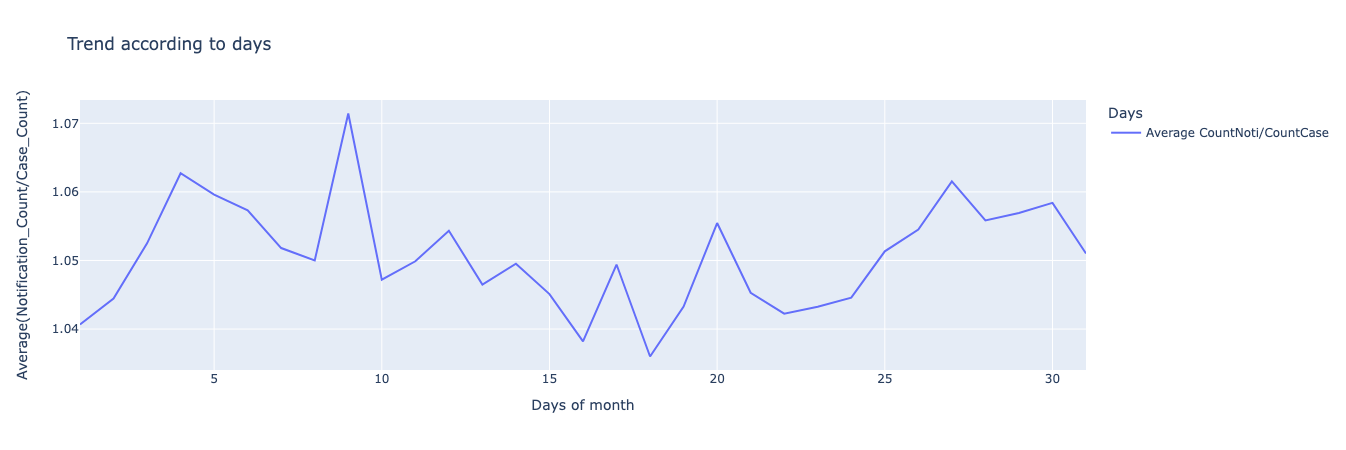 Trend according to days
Average(Notification_Count/Case_Count)
1.07
1.06
1.05
1.04
5
10
15
20
25
30
Days of month
Days
Average CountNoti/CountCase